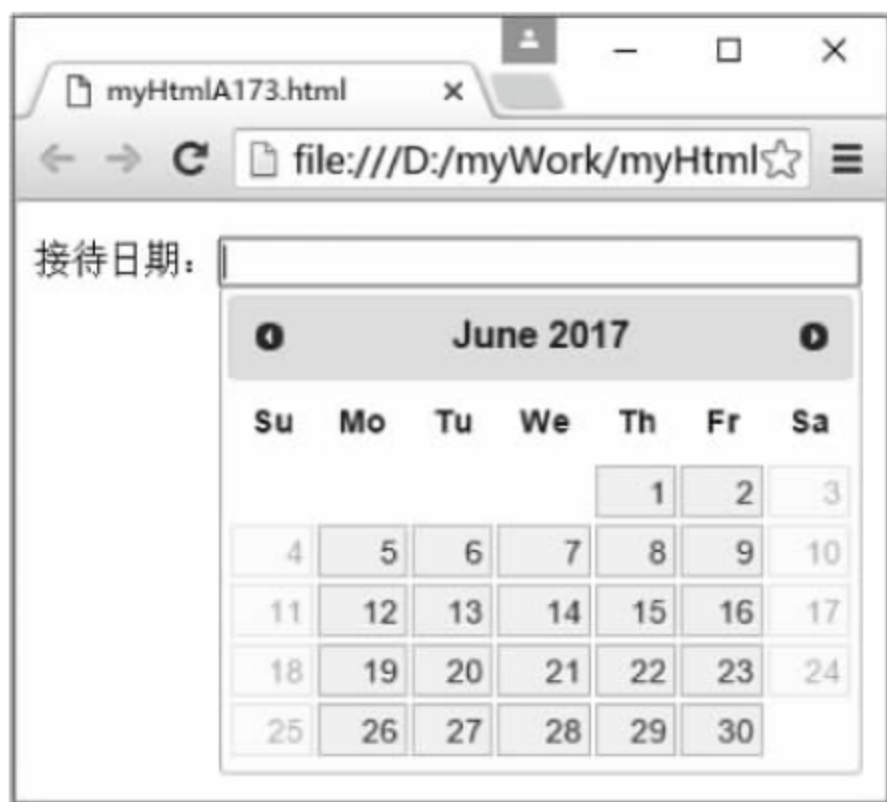 myHtmlA173.html
file:///D:/myWork/myHtml
接待日期：
June 2017
Su Mo Tu We Th Fr Sa
1 2 3
4 5 6 7 8 9 10
11 12 13 14 15 16 17
18 19 20 21 22 23 24
25 26 27 28 29 30